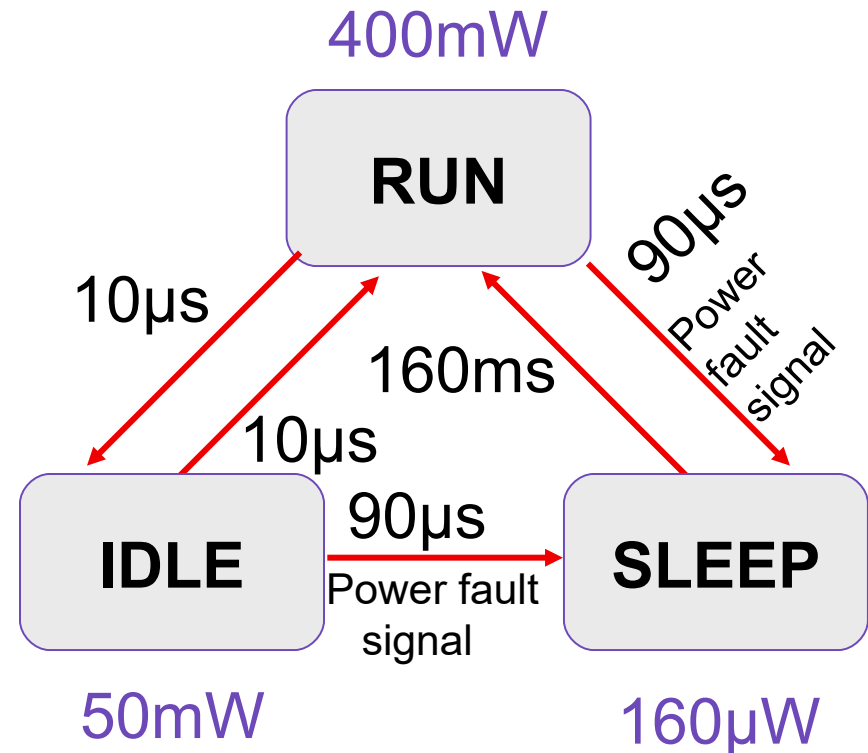 400mW
RUN
90µs
Power
fault
signal
10µs
160ms
10µs
90µs
IDLE
SLEEP
Power fault
signal
50mW
160µW